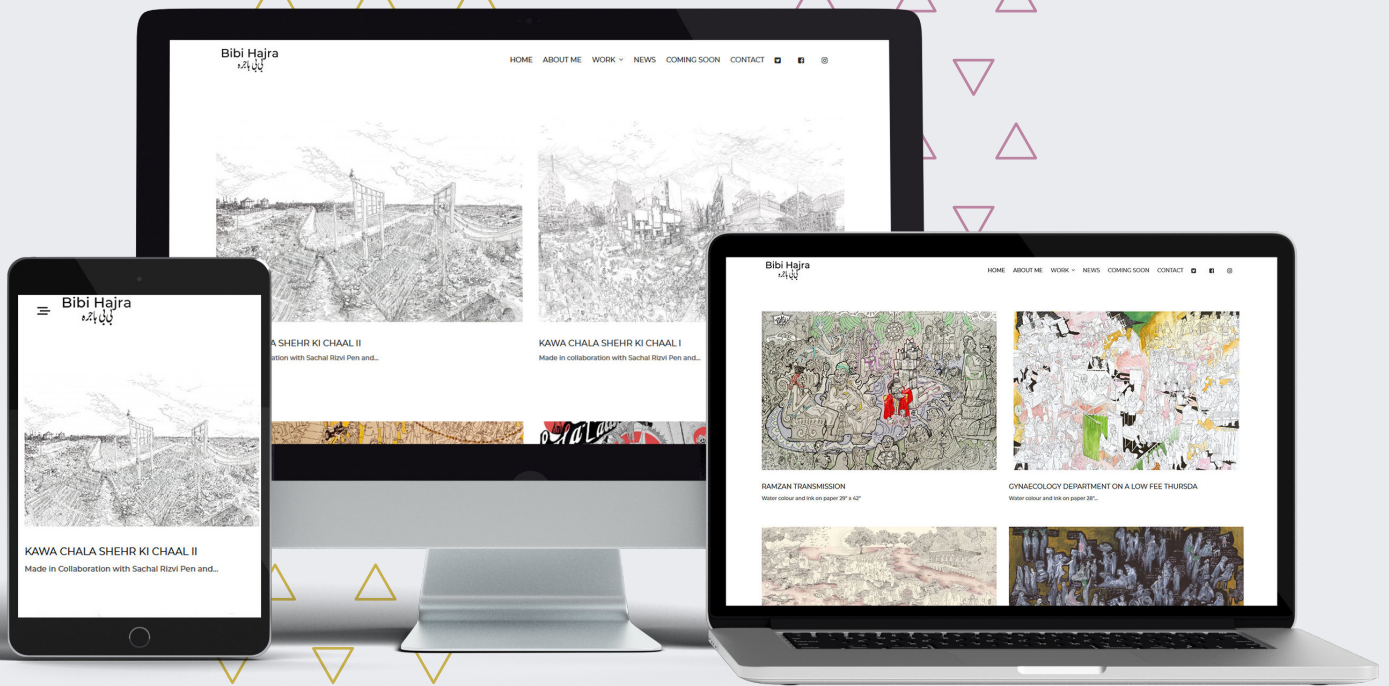 Bibi Hajra
بی بی ہاجرہ
HOME ABOUT ME WORK NEWS COMING SOON CONTACT
A SHEHR KI CHAAL II
ation with Sachal Rizvi Pen and...
KAWA CHALA SHEHR KI CHAAL I
Made in collaboration with Sachal Rizvi Pen and...
Bibi Hajra
بی بی ہاجرہ
KAWA CHALA SHEHR KI CHAAL II
Made in Collaboration with Sachal Rizvi Pen and...
Bibi Hajra
بی بی ہاجرہ
HOME ABOUT ME WORK NEWS COMING SOON CONTACT
RAMZAN TRANSMISSION
Water colour and ink on paper 29" x 42"
GYNAECOLOGY DEPARTMENT ON A LOW FEE THURSDA
Water colour and ink on paper 28"...